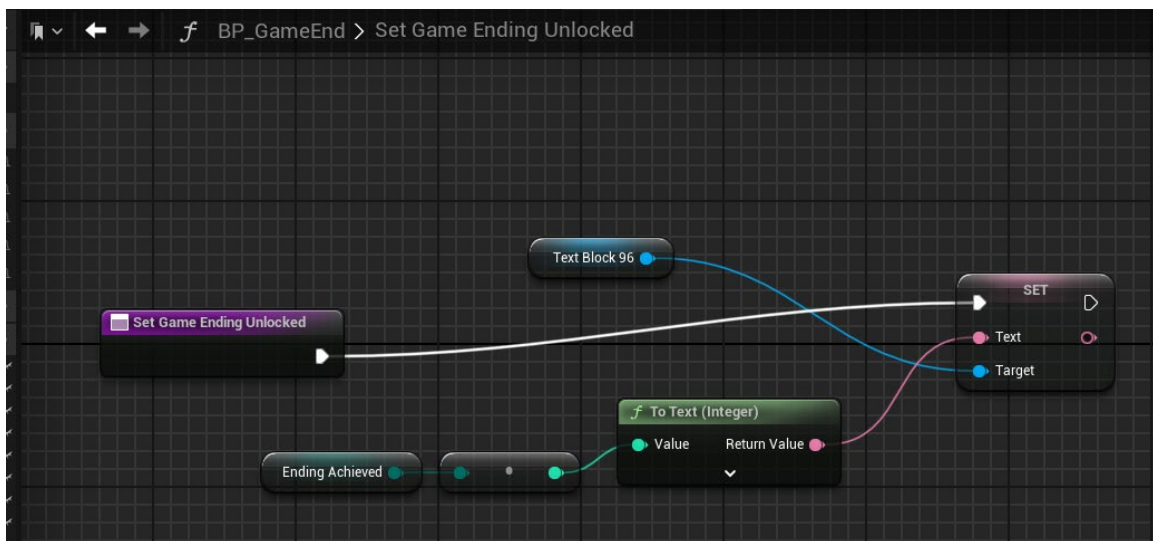 f BP_GameEnd > Set Game Ending Unlocked
Text Block 96
SET
Set Game Ending Unlocked
Text
Target
f To Text (Integer)
Value Return Value
Ending Achieved